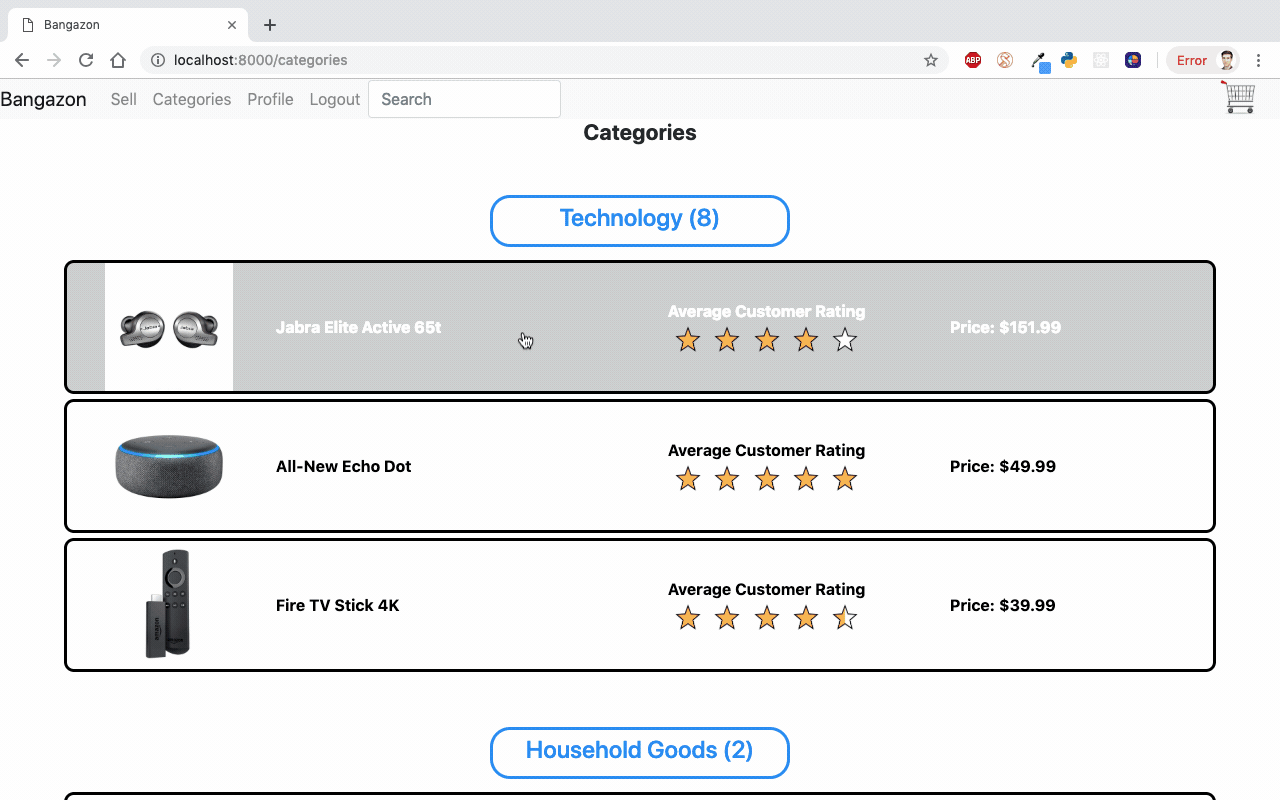 Bangazon
localhost:8000/categories
ABP
Error
Bangazon Sell Categories Profile Logout Search
Categories
Technology (8)
Jabra Elite Active 65t
Average Customer Rating
Price: $151.99
All-New Echo Dot
Average Customer Rating
Price: $49.99
Fire TV Stick 4K
Average Customer Rating
Price: $39.99
Household Goods (2)